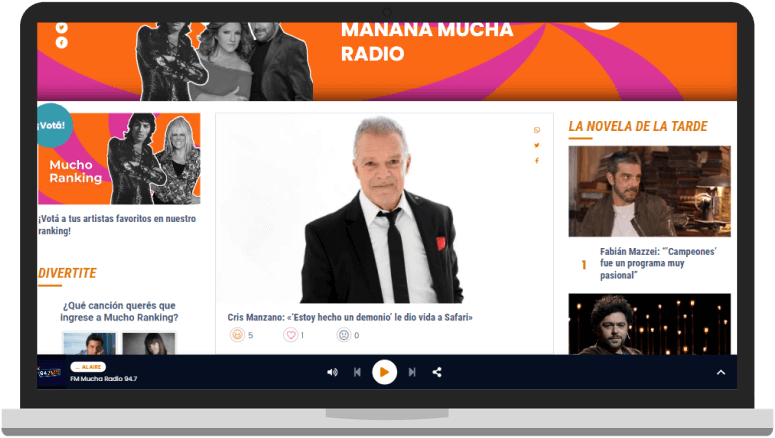 MAÑANA MUCHA
RADIO
¡Votá!
Mucho
Ranking
¡Votá a tus artistas favoritos en nuestro
ranking!
DIVERTITE
¿Qué canción querés que
ingrese a Mucho Ranking?
Cris Manzano: «'Estoy hecho un demonio' le dio vida a Safari»
5
1
0
LA NOVELA DE LA TARDE
1
Fabián Mazzei: “'Campeones'
fue un programa muy
pasional”
94.7
... AL AIRE
FM Mucha Radio 94.7